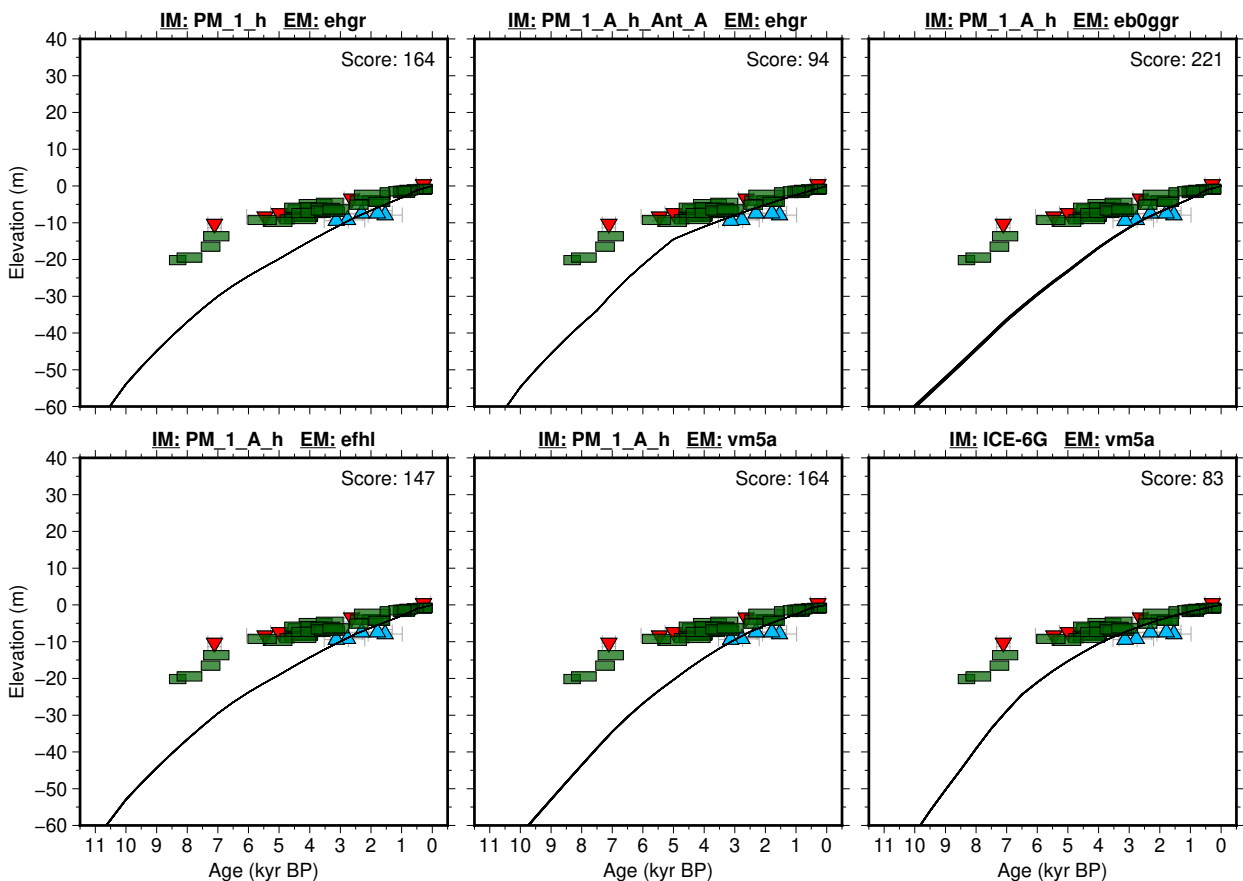 IM: PM_1_h EM: ehgr
IM: PM_1_A_h_Ant_A EM: ehgr
IM: PM_1_A_h EM: eb0ggr
Score: 164
Score: 94
Score: 221
40
30
20
10
0
−10
−20
−30
−40
−50
−60
Elevation (m)
IM: PM_1_A_h EM: efhl
IM: PM_1_A_h EM: vm5a
IM: ICE-6G EM: vm5a
Score: 147
Score: 164
Score: 83
40
30
20
10
0
−10
−20
−30
−40
−50
−60
Elevation (m)
11 10 9 8 7 6 5 4 3 2 1 0
11 10 9 8 7 6 5 4 3 2 1 0
11 10 9 8 7 6 5 4 3 2 1 0
Age (kyr BP)
Age (kyr BP)
Age (kyr BP)